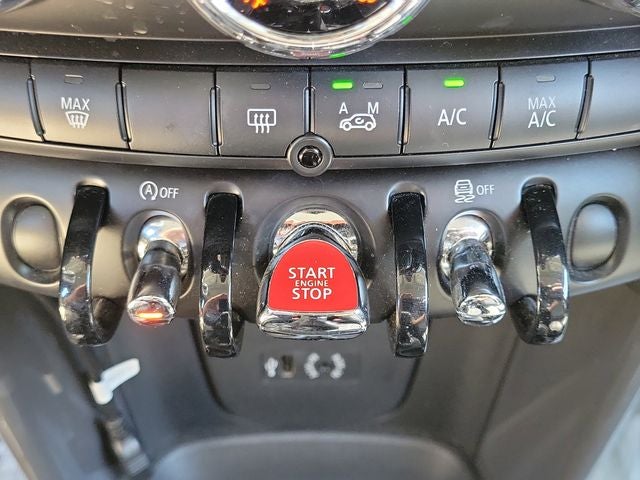 MAX
A M
A/C
MAX
A/C
A OFF
OFF
START
ENGINE
STOP